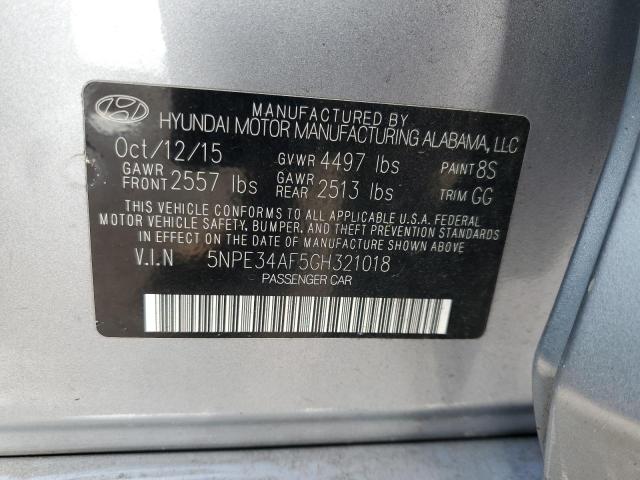 MANUFACTURED BY
HYUNDAI MOTOR MANUFACTURING ALABAMA, LLC
Oct/12/15 GVWR 4497 lbs PAINT 8S
GAWR FRONT 2557 lbs GAWR REAR 2513 lbs TRIM GG
THIS VEHICLE CONFORMS TO ALL APPLICABLE U.S.A. FEDERAL
MOTOR VEHICLE SAFETY, BUMPER, AND THEFT PREVENTION STANDARDS
IN EFFECT ON THE DATE OF MANUFACTURE SHOWN ABOVE.
V.I.N 5NPE34AF5GH321018
PASSENGER CAR